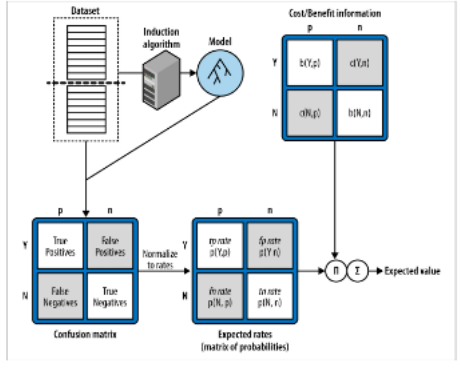 Dataset
Induction
algorithm
Model
Cost/Benefit information
p n
Y b(Y,p) c(Y,n)
N c(N,p) b(N,n)
p n
Y True
Positives
False
Positives
N False
Negatives
True
Negatives
Confusion matrix
Normalize
to rates
p n
Y tp rate
p(Y,p)
fp rate
p(Y n)
N fn rate
p(N, p)
tn rate
p(N, n)
Expected rates
(matrix of probabilities)
Π Σ Expected value